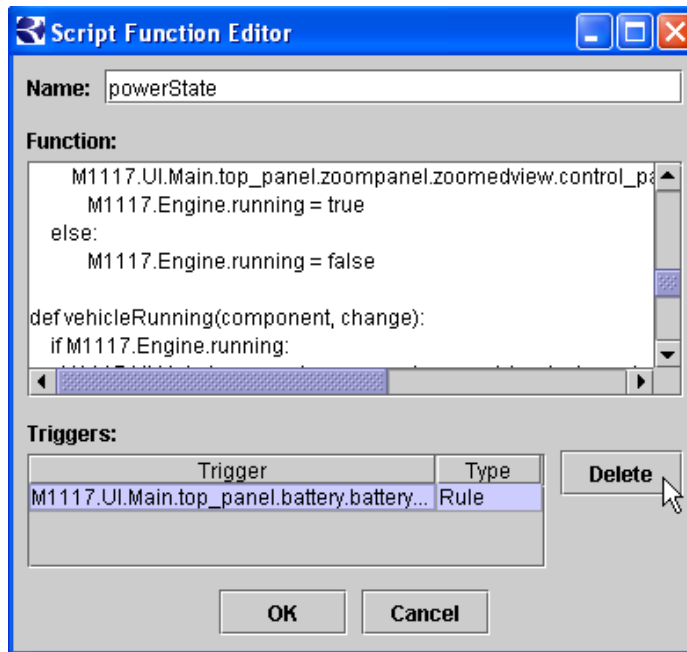 Script Function Editor
Name: powerState
Function:
M1117.UI.Main.top_panel.zoompanel.zoomedview.control_pa
M1117.Engine.running = true
else:
M1117.Engine.running = false
def vehicleRunning(component, change):
if M1117.Engine.running:
Triggers:
Trigger Type
M1117.UI.Main.top_panel.battery.battery... Rule
Delete
OK Cancel